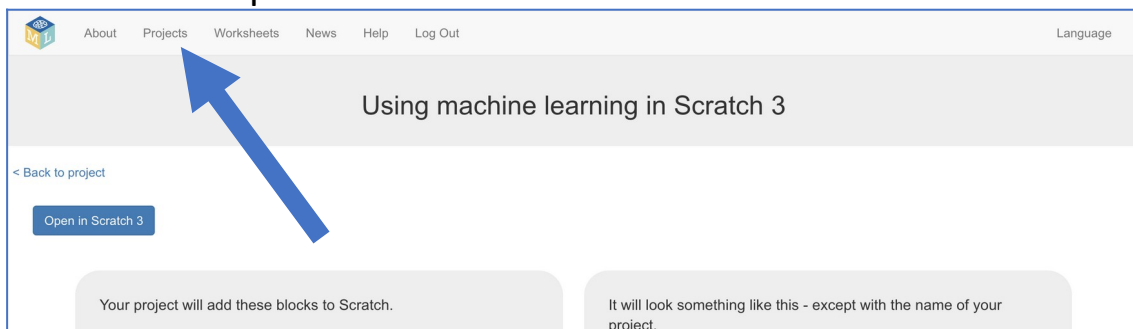 About Projects Worksheets News Help Log Out Language
Using machine learning in Scratch 3
< Back to project
Open in Scratch 3
Your project will add these blocks to Scratch.
It will look something like this - except with the name of your
project.